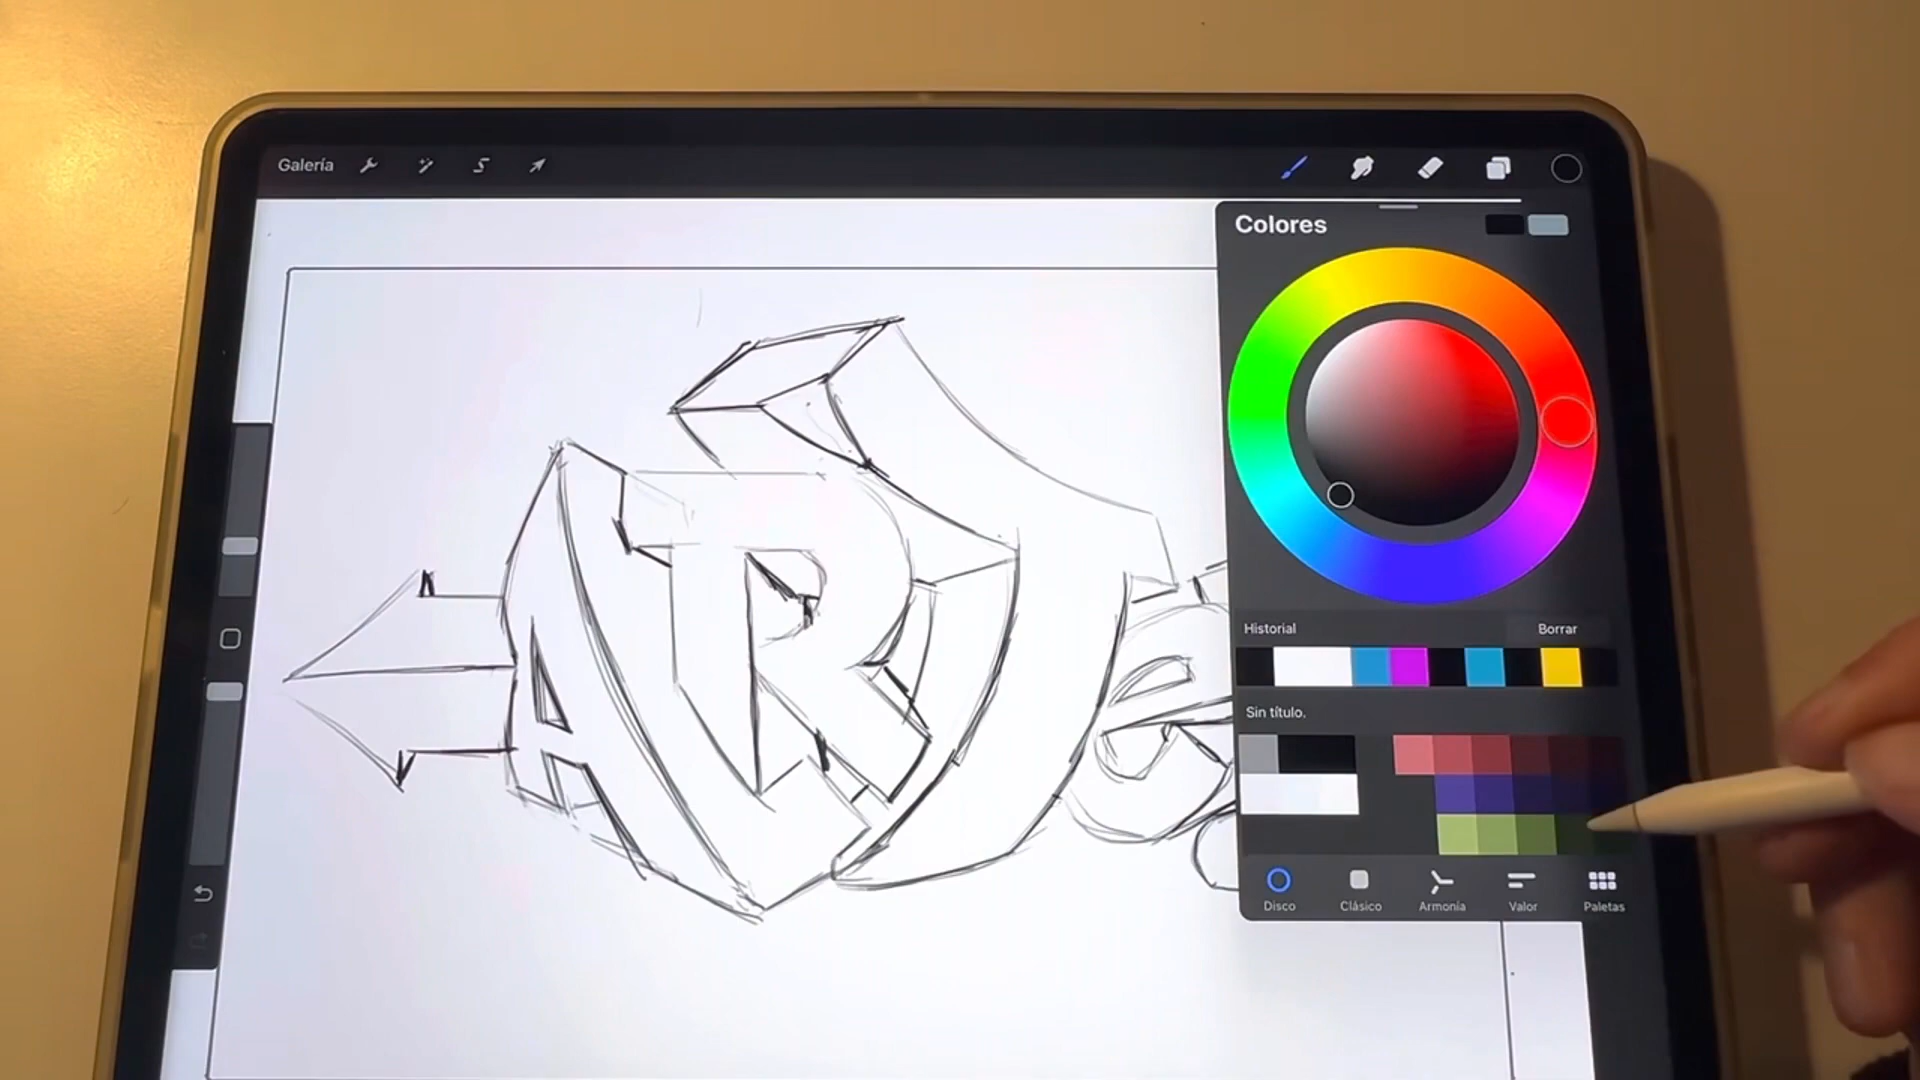 Galería
Colores
Historial Borrar
Sin título.
Disco Clásico Armonía Valor Paletas